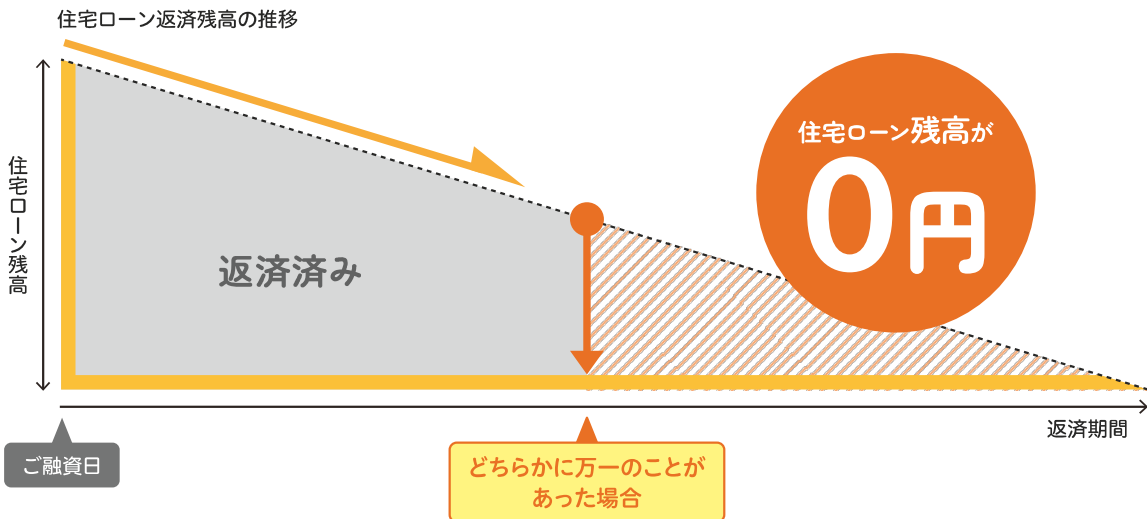 住宅ローン返済残高の推移
住宅ローン残高
返済済み
住宅ローン残高が
0円
返済期間
ご融資日
どちらかに万一のことが
あった場合